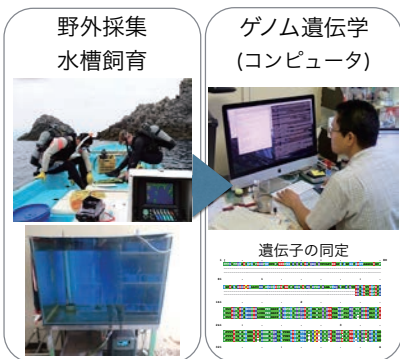 野外採集
水槽飼育
ゲノム遺伝学
(コンピュータ)
遺伝子の同定